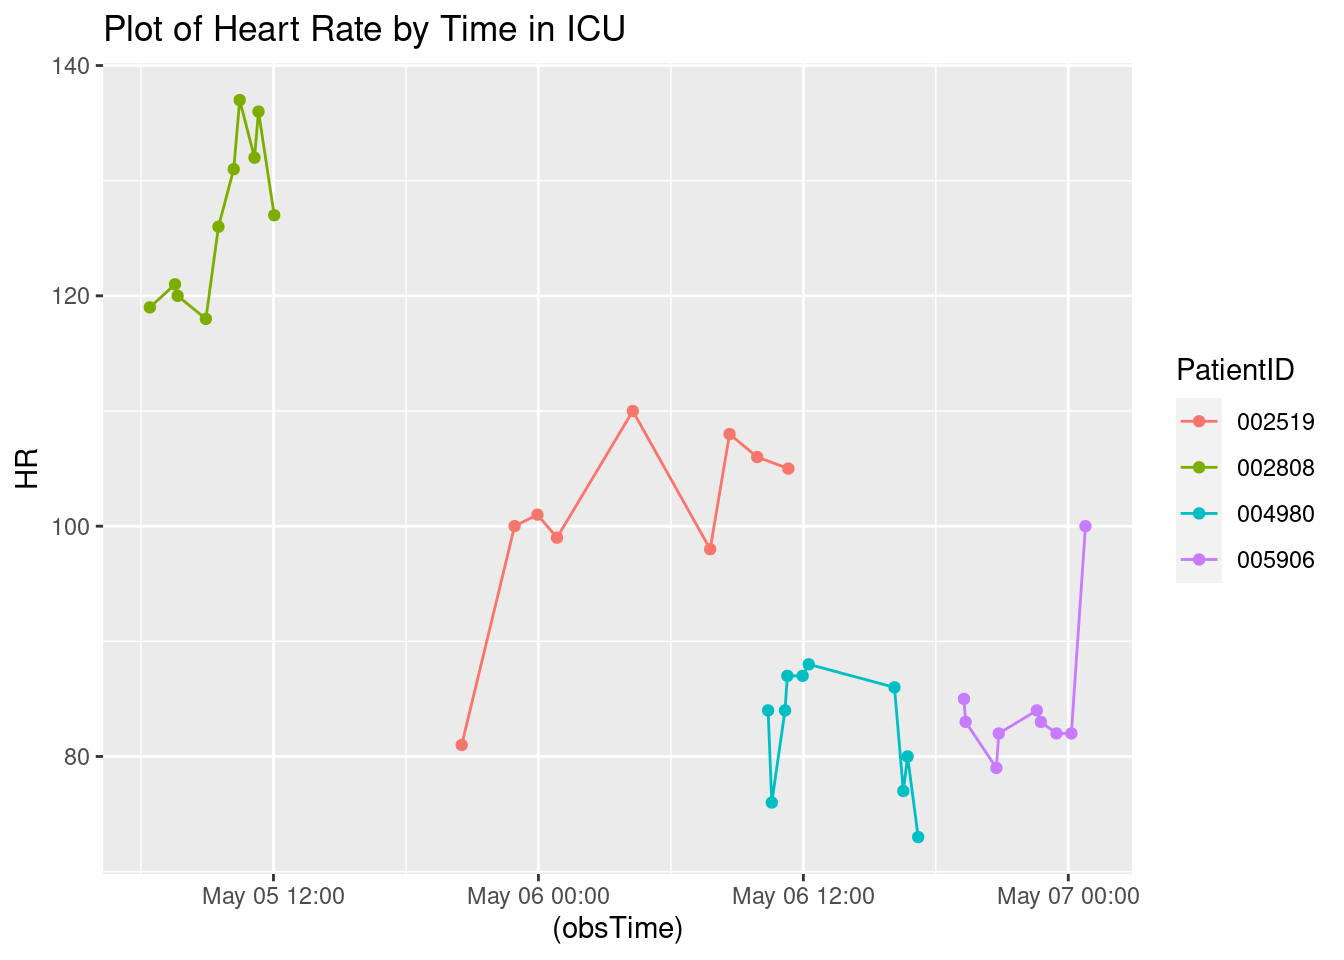 Plot of Heart Rate by Time in ICU
140
120
100
80
HR
May 05 12:00
May 06 00:00
May 06 12:00
May 07 00:00
(obsTime)
PatientID
002519
002808
004980
005906